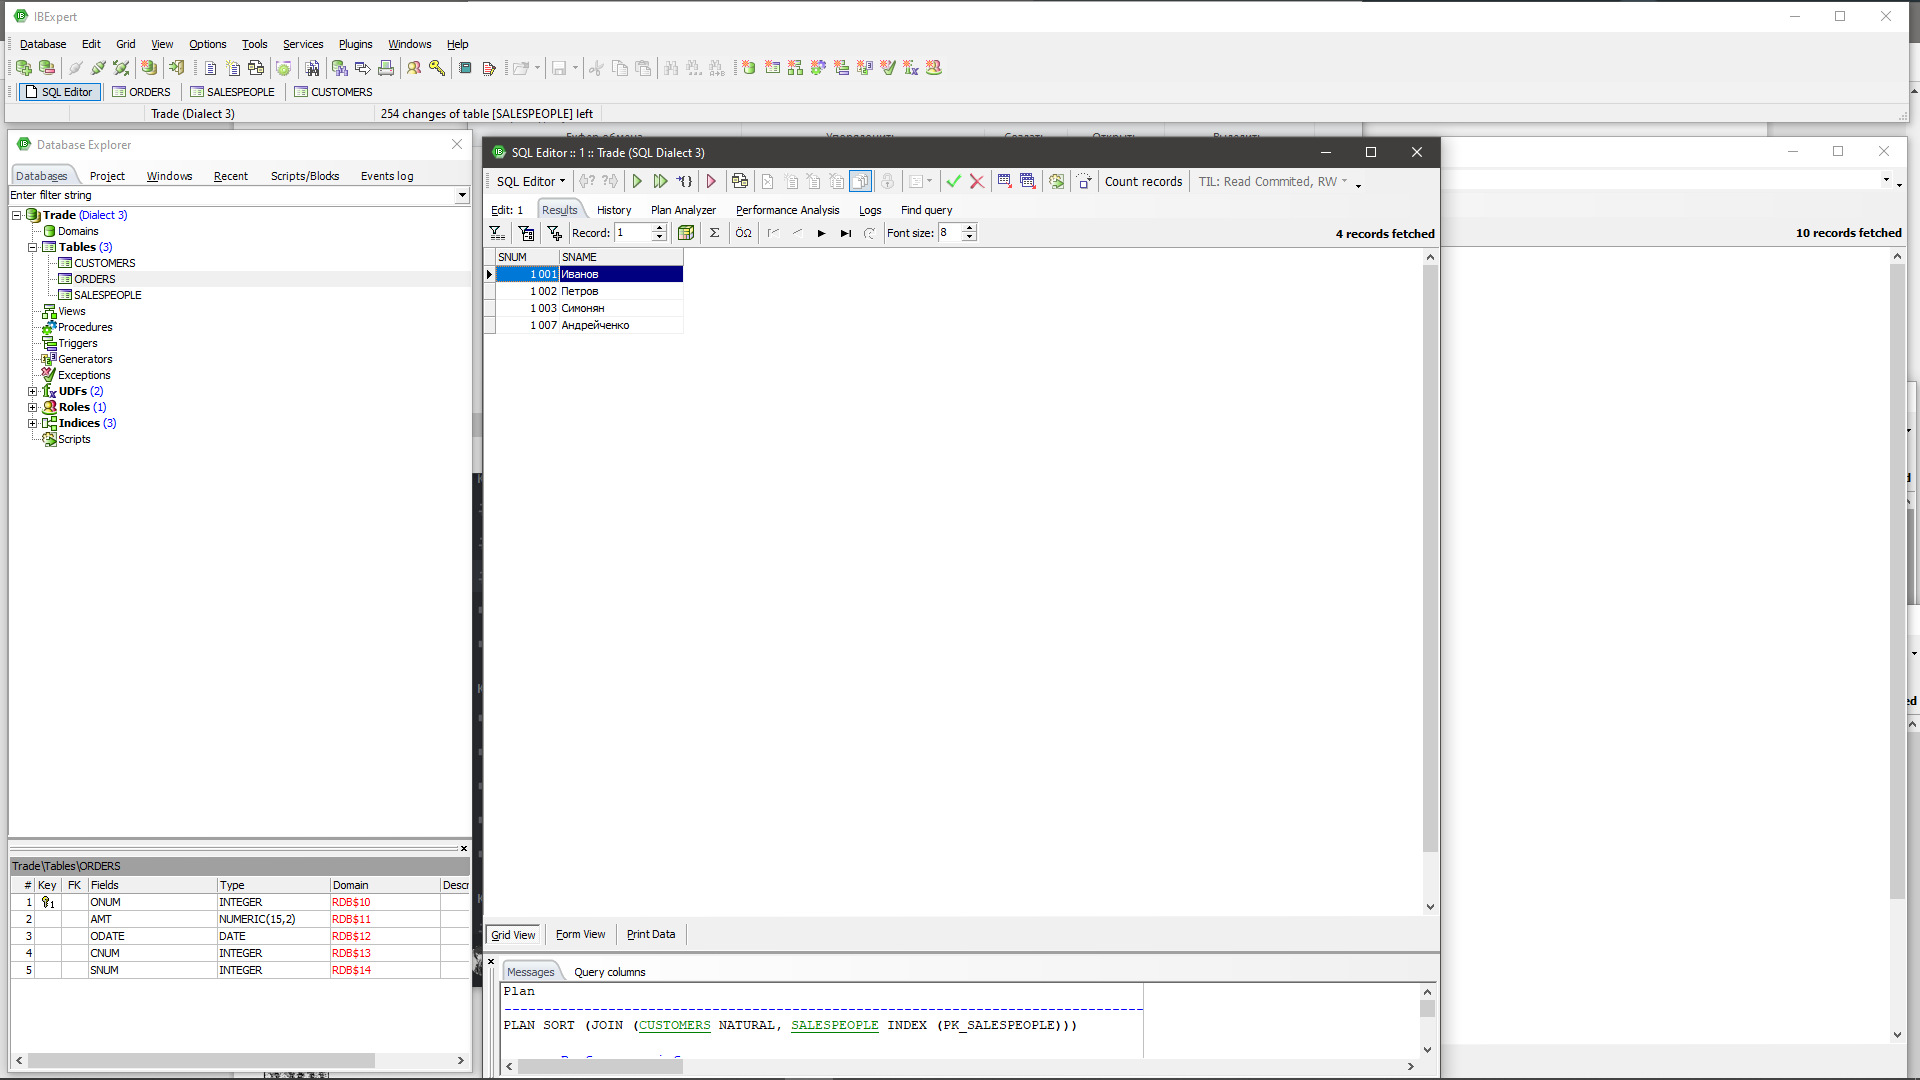 IBExpert
Database Edit Grid View Options Tools Services Plugins Windows Help
SQL Editor ORDERS SALESPEOPLE CUSTOMERS
Trade (Dialect 3) 254 changes of table [SALESPEOPLE] left
Database Explorer
Databases Project Windows Recent Scripts/Blocks Events log
Enter filter string
Trade (Dialect 3)
Domains
Tables (3)
CUSTOMERS
ORDERS
SALESPEOPLE
Views
Procedures
Triggers
Generators
Exceptions
UDFs (2)
Roles (1)
Indices (3)
Scripts
Trade\Tables\ORDERS
# Key FK Fields Type Domain Descr
1 1 ONUM INTEGER RDB$10
2 AMT NUMERIC(15,2) RDB$11
3 ODATE DATE RDB$12
4 CNUM INTEGER RDB$13
5 SNUM INTEGER RDB$14
SQL Editor :: 1 :: Trade (SQL Dialect 3)
SQL Editor Count records TIL: Read Commited, RW
Edit: 1 Results History Plan Analyzer Performance Analysis Logs Find query
Record: 1 Σ ÖΩ Font size: 8 4 records fetched
SNUM SNAME
1 001 Иванов
1 002 Петров
1 003 Симонян
1 007 Андрейченко
Grid View Form View Print Data
Messages Query columns
Plan
PLAN SORT (JOIN (CUSTOMERS NATURAL, SALESPEOPLE INDEX (PK_SALESPEOPLE)))
10 records fetched